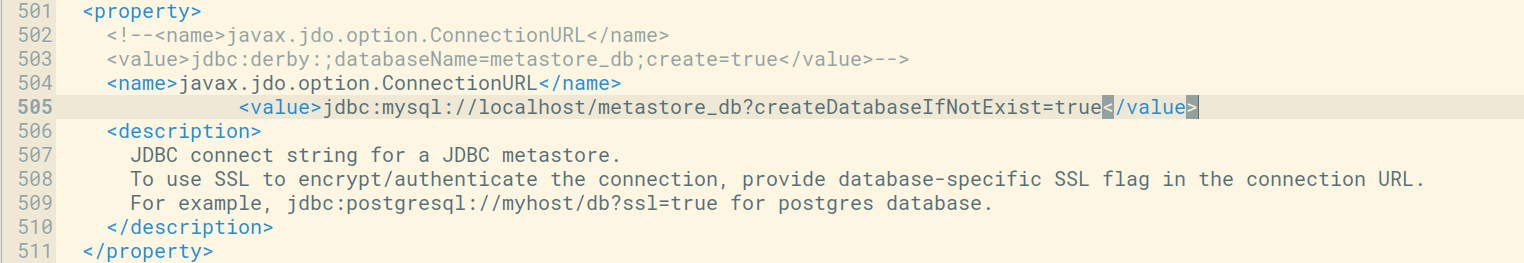 501 <property>
502 <!--<name>javax.jdo.option.ConnectionURL</name>
503 <value>jdbc:derby:;databaseName=metastore_db;create=true</value>-->
504 <name>javax.jdo.option.ConnectionURL</name>
505 <value>jdbc:mysql://localhost/metastore_db?createDatabaseIfNotExist=true</value>
506 <description>
507 JDBC connect string for a JDBC metastore.
508 To use SSL to encrypt/authenticate the connection, provide database-specific SSL flag in the connection URL.
509 For example, jdbc:postgresql://myhost/db?ssl=true for postgres database.
510 </description>
511 </property>